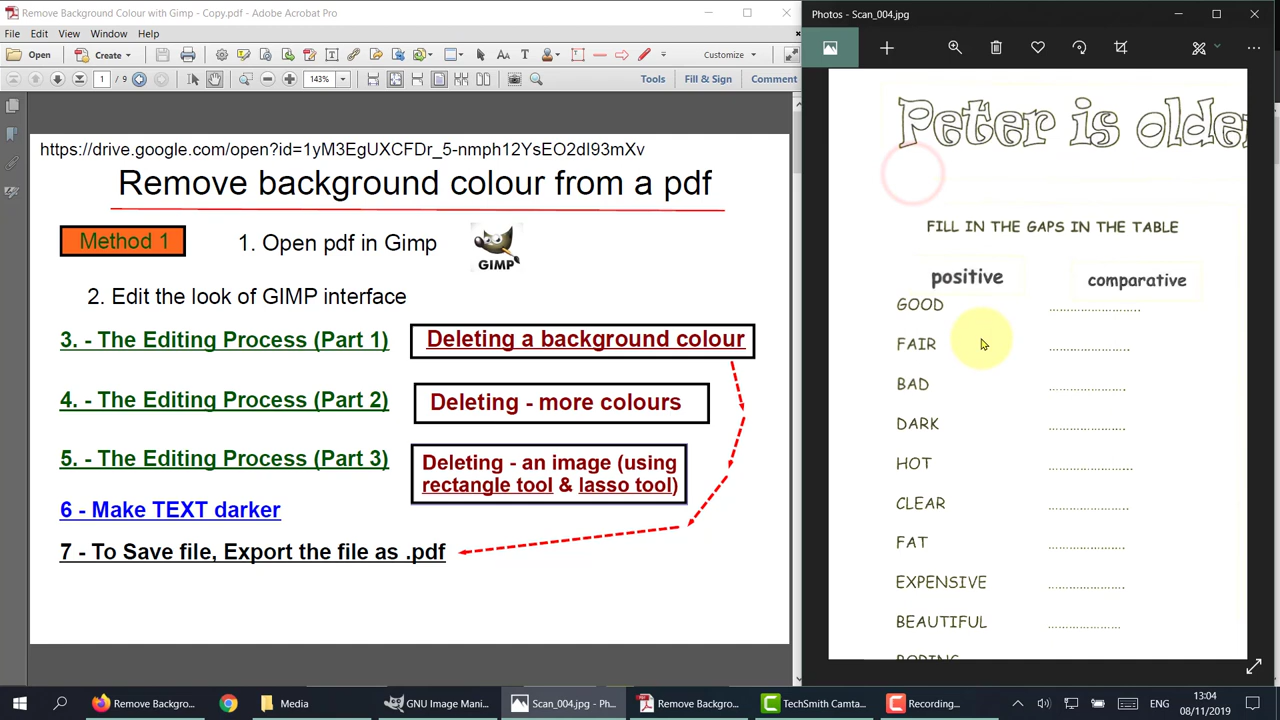 Remove Background Colour with Gimp - Copy.pdf - Adobe Acrobat Pro
File Edit View Window Help
Open Create Customize
1 / 9 143% Tools Fill & Sign Comment
https://drive.google.com/open?id=1yM3EgUXCFDr_5-nmph12YsEO2dI93mXv
Remove background colour from a pdf
Method 1 1. Open pdf in Gimp
GIMP
2. Edit the look of GIMP interface
3. - The Editing Process (Part 1) Deleting a background colour
4. - The Editing Process (Part 2) Deleting - more colours
5. - The Editing Process (Part 3) Deleting - an image (using
rectangle tool & lasso tool)
6 - Make TEXT darker
7 - To Save file, Export the file as .pdf
Photos - Scan_004.jpg
Peter is older
FILL IN THE GAPS IN THE TABLE
positive comparative
GOOD ........................
FAIR .....................
BAD ....................
DARK ....................
HOT ......................
CLEAR .....................
FAT ....................
EXPENSIVE ....................
BEAUTIFUL ...................
BORING
Remove Backgro... Media GNU Image Mani... Scan_004.jpg - Ph... Remove Backgro... TechSmith Camta... Recording... ENG 13:04
08/11/2019